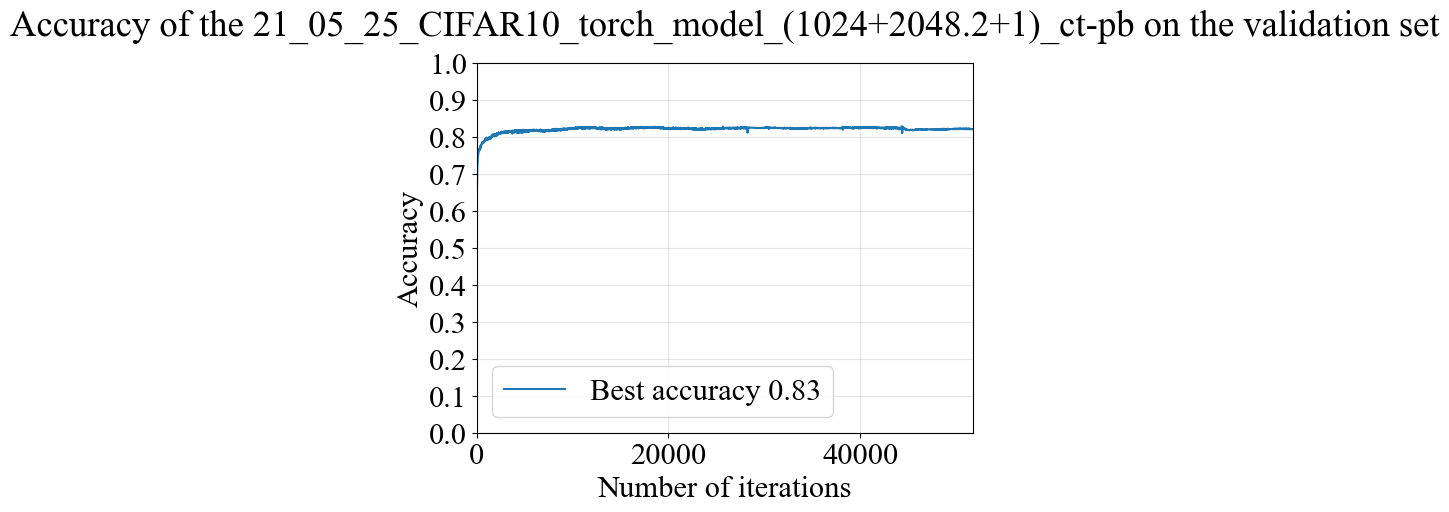 Accuracy of the 21_05_25_CIFAR10_torch_model_(1024+2048.2+1)_ct-pb on the validation set
1.0
0.9
0.8
0.7
0.6
0.5
0.4
0.3
0.2
0.1
0.0
Accuracy
Best accuracy 0.83
0 20000 40000
Number of iterations